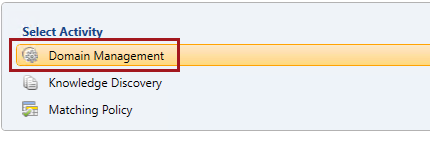 Select Activity
Domain Management
Knowledge Discovery
Matching Policy